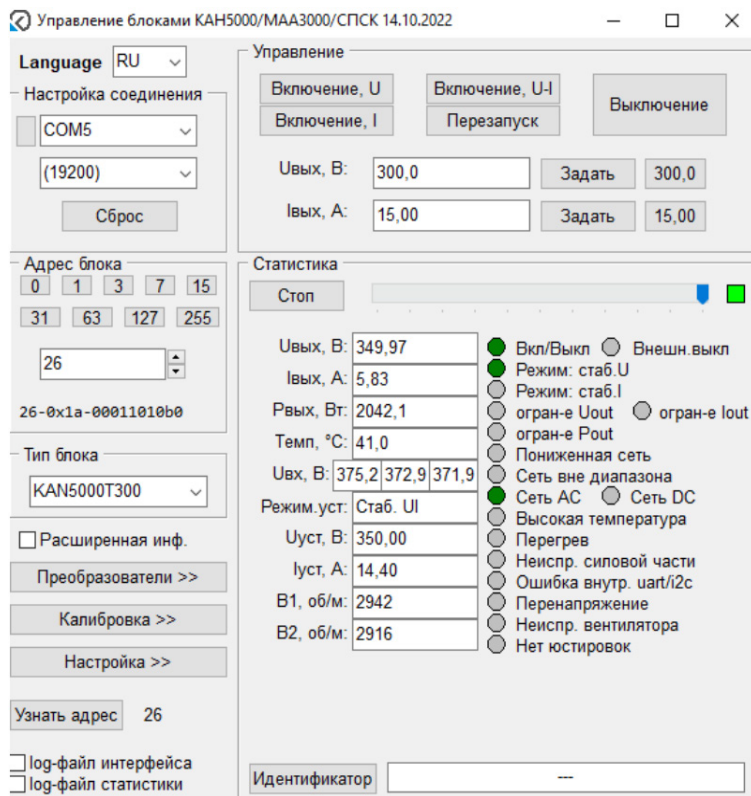 Управление блоками КАН5000/МАА3000/СПСК 14.10.2022
Language RU
Настройка соединения
COM5
(19200)
Сброс
Управление
Включение, U
Включение, U-I
Выключение
Включение, I
Перезапуск
Uвых, В: 300,0 Задать 300,0
Iвых, А: 15,00 Задать 15,00
Адрес блока
0 1 3 7 15
31 63 127 255
26
26-0x1a-00011010b0
Тип блока
KAN5000T300
Расширенная инф.
Преобразователи >>
Калибровка >>
Настройка >>
Узнать адрес 26
log-файл интерфейса
log-файл статистики
Статистика
Стоп
Uвых, В: 349,97
Iвых, А: 5,83
Pвых, Вт: 2042,1
Темп, °C: 41,0
Uвх, В: 375,2 372,9 371,9
Режим.уст: Стаб. UI
Uуст, В: 350,00
Iуст, А: 14,40
В1, об/м: 2942
В2, об/м: 2916
Вкл/Выкл Внешн.выкл
Режим: стаб.U
Режим: стаб.I
огран-е Uout огран-е Iout
огран-е Pout
Пониженная сеть
Сеть вне диапазона
Сеть AC Сеть DC
Высокая температура
Перегрев
Неиспр. силовой части
Ошибка внутр. uart/i2c
Перенапряжение
Неиспр. вентилятора
Нет юстировок
Идентификатор ---